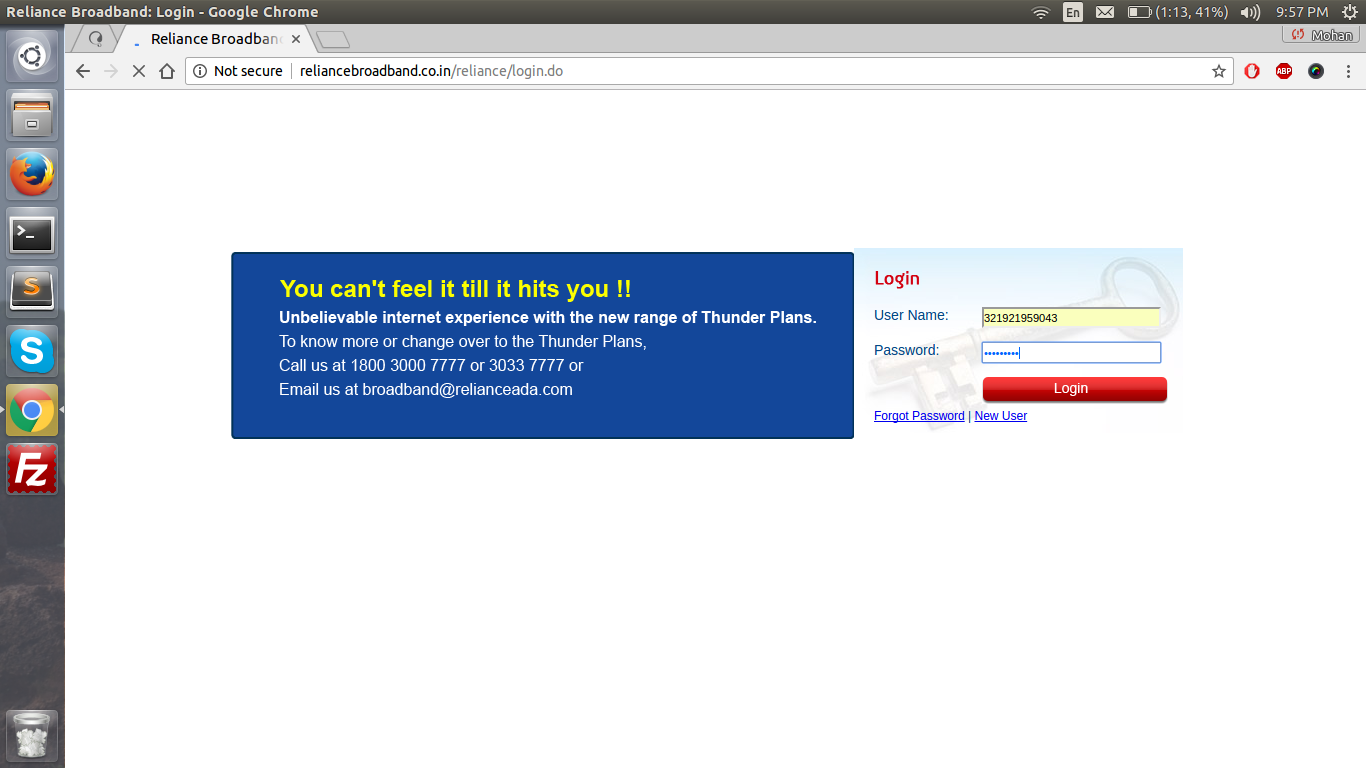 Reliance Broadband: Login - Google Chrome
En
(1:13, 41%)
9:57 PM
Reliance Broadban
Mohan
Not secure
reliancebroadband.co.in/reliance/login.do
ABP
You can't feel it till it hits you !!
Unbelievable internet experience with the new range of Thunder Plans.
To know more or change over to the Thunder Plans,
Call us at 1800 3000 7777 or 3033 7777 or
Email us at broadband@relianceada.com
Login
User Name:
321921959043
Password:
•••••••••
Login
Forgot Password | New User
>_
S
S
Fz